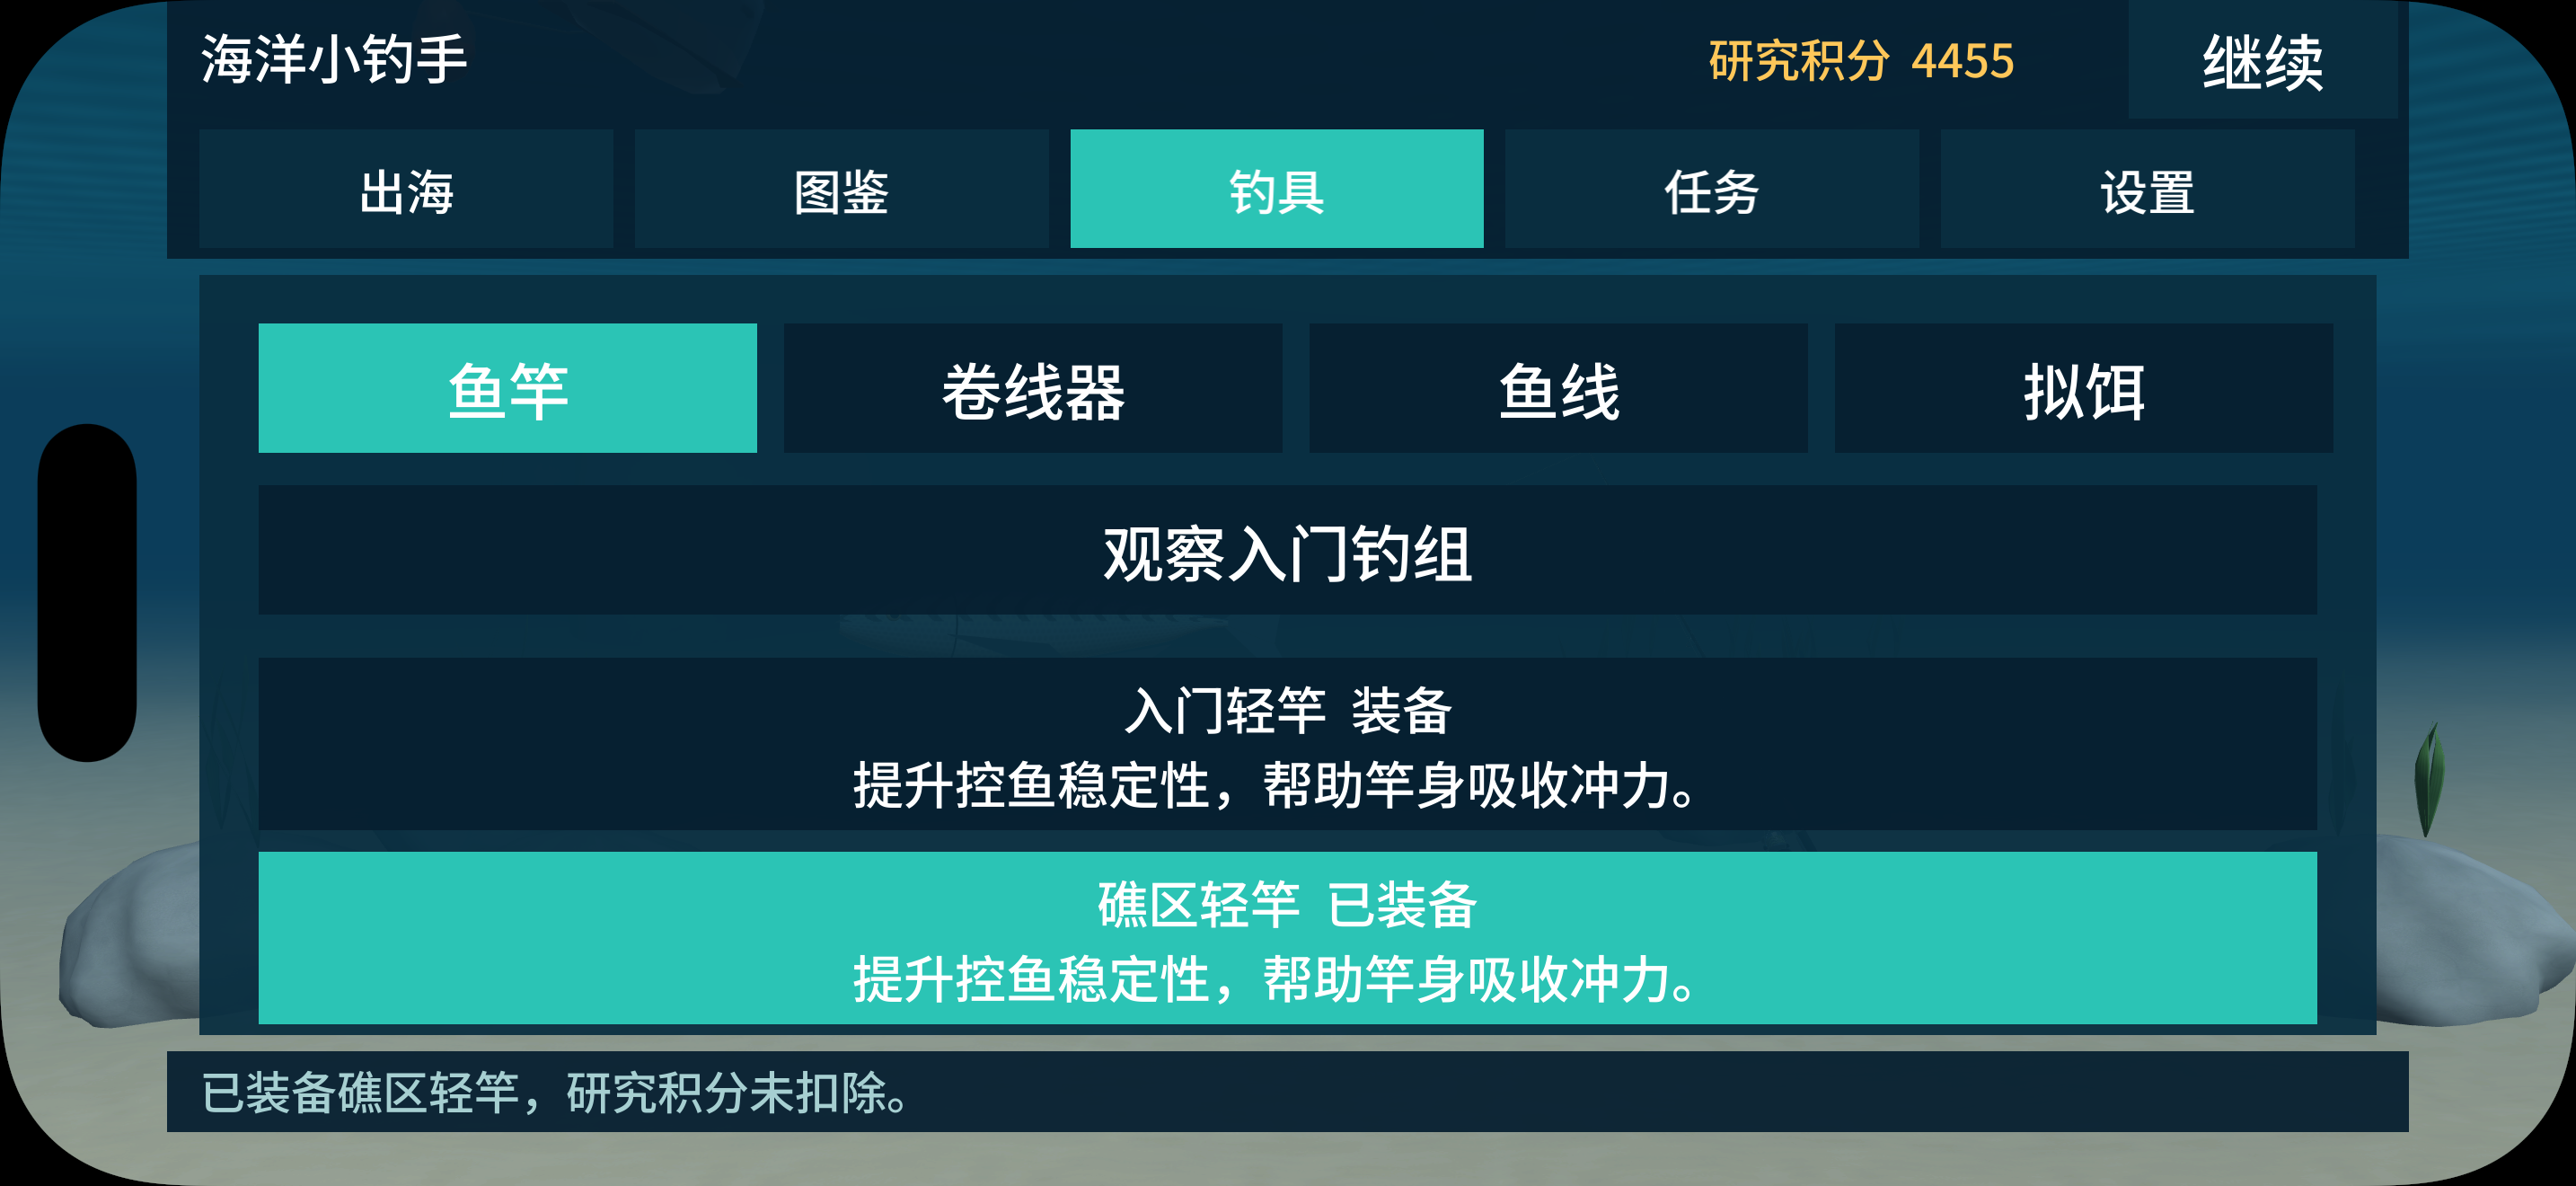 海洋小钓手
研究积分 4455
继续
出海
图鉴
钓具
任务
设置
鱼竿
卷线器
鱼线
拟饵
观察入门钓组
入门轻竿 装备
提升控鱼稳定性，帮助竿身吸收冲力。
礁区轻竿 已装备
提升控鱼稳定性，帮助竿身吸收冲力。
已装备礁区轻竿，研究积分未扣除。